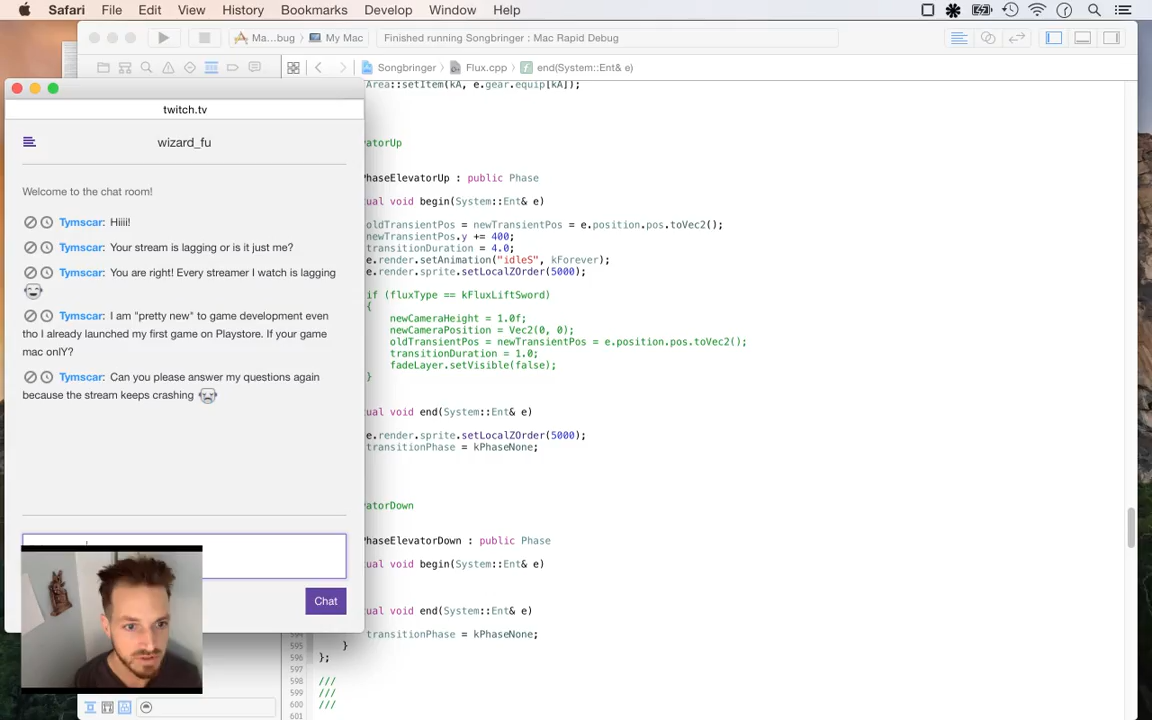 Safari File Edit View History Bookmarks Develop Window Help
Ma...bug My Mac Finished running Songbringer : Mac Rapid Debug
Songbringer Flux.cpp end(System::Ent& e)
twitch.tv
wizard_fu
Welcome to the chat room!
Tymscar: Hiiii!
Tymscar: Your stream is lagging or is it just me?
Tymscar: You are right! Every streamer I watch is lagging
Tymscar: I am "pretty new" to game development even
tho I already launched my first game on Playstore. If your game
mac onlY?
Tymscar: Can you please answer my questions again
because the stream keeps crashing
Chat
Area::setItem(kA, e.gear.equip[kA]);
vatorUp
PhaseElevatorUp : public Phase
tual void begin(System::Ent& e)
oldTransientPos = newTransientPos = e.position.pos.toVec2();
newTransientPos.y += 400;
transitionDuration = 4.0;
e.render.setAnimation("idleS", kForever);
e.render.sprite.setLocalZOrder(5000);
if (fluxType == kFluxLiftSword)
{
newCameraHeight = 1.0f;
newCameraPosition = Vec2(0, 0);
oldTransientPos = newTransientPos = e.position.pos.toVec2();
transitionDuration = 1.0;
fadeLayer.setVisible(false);
}
tual void end(System::Ent& e)
e.render.sprite.setLocalZOrder(5000);
transitionPhase = kPhaseNone;
vatorDown
PhaseElevatorDown : public Phase
tual void begin(System::Ent& e)
tual void end(System::Ent& e)
594 transitionPhase = kPhaseNone;
595 }
596 };
597
598 ///
599 ///
600 ///
601